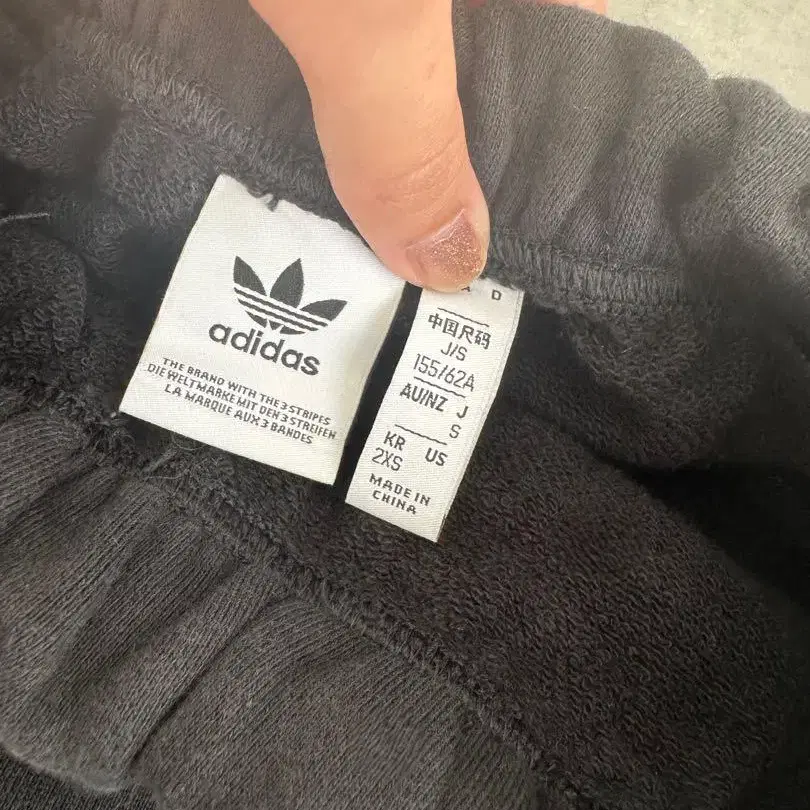 adidas
THE BRAND WITH THE 3 STRIPES
DIE WELTMARKE MIT DEN 3 STREIFEN
LA MARQUE AUX 3 BANDES
D
中国尺码
J/S
155/62A
AU/NZ J
S
KR US
2XS
MADE IN
CHINA